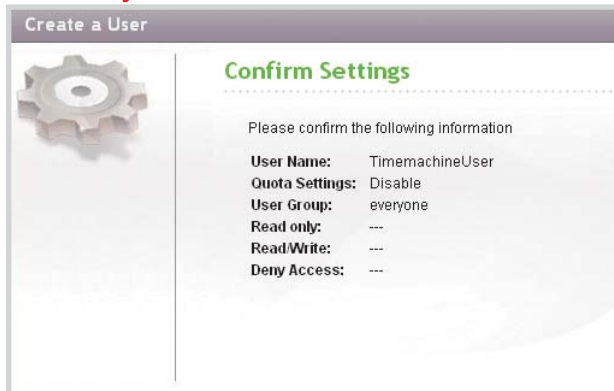 Create a User
Confirm Settings
Please confirm the following information
User Name: TimemachineUser
Quota Settings: Disable
User Group: everyone
Read only: ---
Read/Write: ---
Deny Access: ---